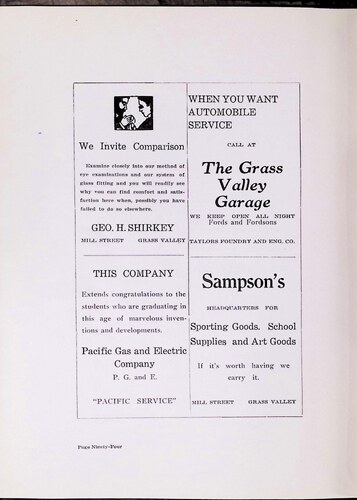 We Invite Comparison
Examine closely into our method of
eye examinations and our system of
glass fitting and you will readily see
why you can find comfort and satis-
faction here when, possibly you have
failed to do so elsewhere.
GEO. H. SHIRKEY
MILL STREET GRASS VALLEY
WHEN YOU WANT
AUTOMOBILE
SERVICE
CALL AT
The Grass
Valley
Garage
WE KEEP OPEN ALL NIGHT
Fords and Fordsons
TAYLORS FOUNDRY AND ENG. CO.
THIS COMPANY
Extends congratulations to the
students who are graduating in
this age of marvelous inven-
tions and developments.
Pacific Gas and Electric
Company
P. G. and E.
"PACIFIC SERVICE"
Sampson's
HEADQUARTERS FOR
Sporting Goods, School
Supplies and Art Goods
If it's worth having we
carry it.
MILL STREET GRASS VALLEY
Page Ninety-Four